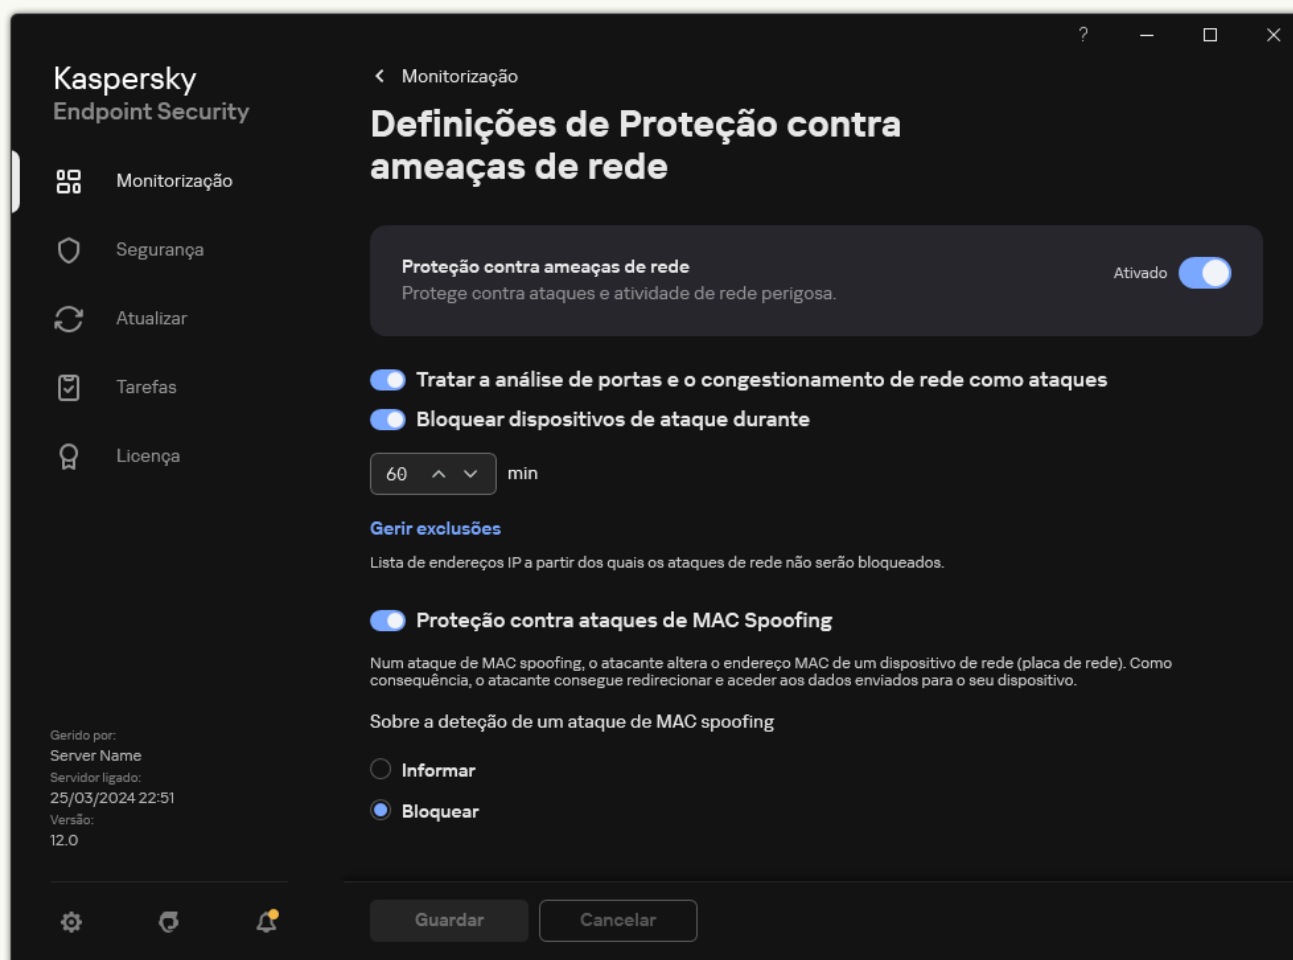 ?
Kaspersky
Endpoint Security
Monitorização
Segurança
Atualizar
Tarefas
Licença
Gerido por:
Server Name
Servidor ligado:
25/03/2024 22:51
Versão:
12.0
Monitorização
Definições de Proteção contra
ameaças de rede
Proteção contra ameaças de rede
Protege contra ataques e atividade de rede perigosa.
Ativado
Tratar a análise de portas e o congestionamento de rede como ataques
Bloquear dispositivos de ataque durante
60 min
Gerir exclusões
Lista de endereços IP a partir dos quais os ataques de rede não serão bloqueados.
Proteção contra ataques de MAC Spoofing
Num ataque de MAC spoofing, o atacante altera o endereço MAC de um dispositivo de rede (placa de rede). Como
consequência, o atacante consegue redirecionar e aceder aos dados enviados para o seu dispositivo.
Sobre a deteção de um ataque de MAC spoofing
Informar
Bloquear
Guardar
Cancelar